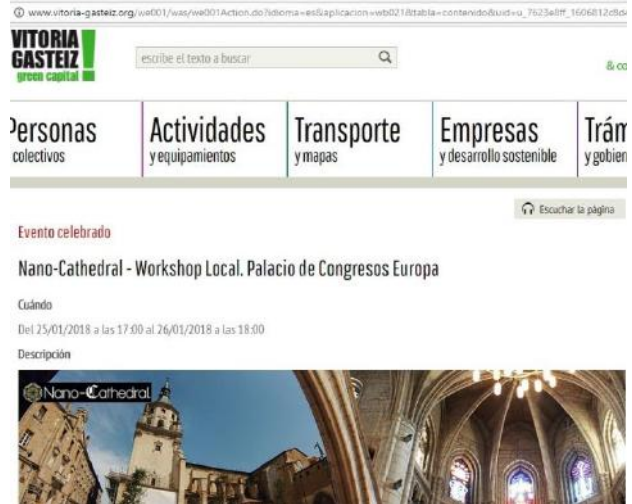 www.vitoria-gasteiz.org/we001/was/we001Action.do?idioma=es&aplicacion=wb021&tabla=contenido&uid=u_7623e8ff_1606812c8d
VITORIA
GASTEIZ
green capital
escribe el texto a buscar
& co
Personas
colectivos
Actividades
y equipamientos
Transporte
y mapas
Empresas
y desarrollo sostenible
Trám
y gobier
Escuchar la página
Evento celebrado
Nano-Cathedral - Workshop Local. Palacio de Congresos Europa
Cuándo
Del 25/01/2018 a las 17:00 al 26/01/2018 a las 18:00
Descripción
Nano-Cathedral